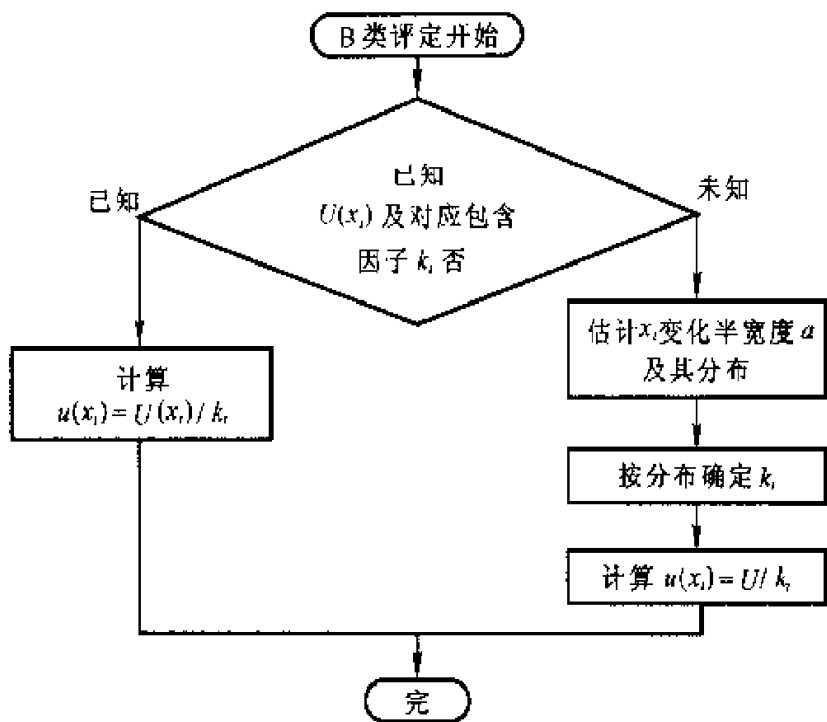 B类评定开始
已知
U(xᵢ) 及对应包含
因子 kᵢ 否
已知
未知
计算
u(xᵢ) = U(xᵢ) / kᵢ
估计xᵢ变化半宽度 a
及其分布
按分布确定 kᵢ
计算 u(xᵢ) = U / kᵢ
完